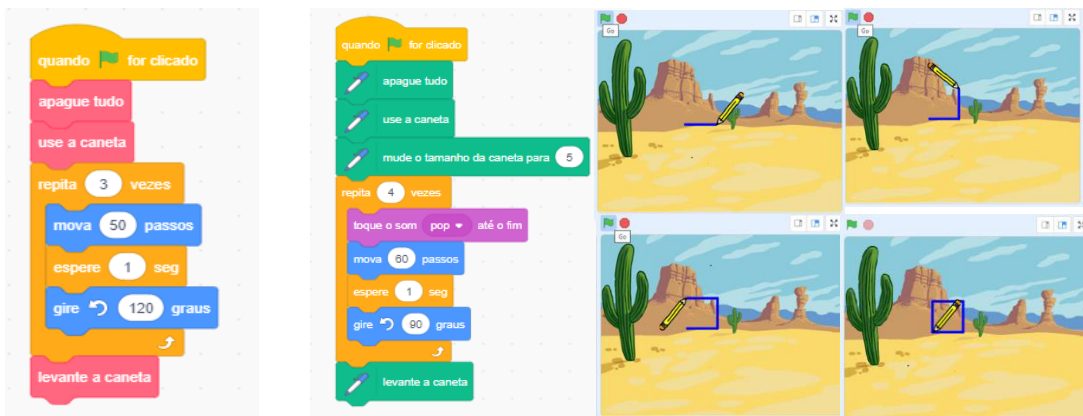 quando for clicado
apague tudo
use a caneta
repita 3 vezes
mova 50 passos
espere 1 seg
gire 120 graus
levante a caneta
quando for clicado
apague tudo
use a caneta
mude o tamanho da caneta para 5
repita 4 vezes
toque o som pop até o fim
mova 60 passos
espere 1 seg
gire 90 graus
levante a caneta
Go
Go
Go